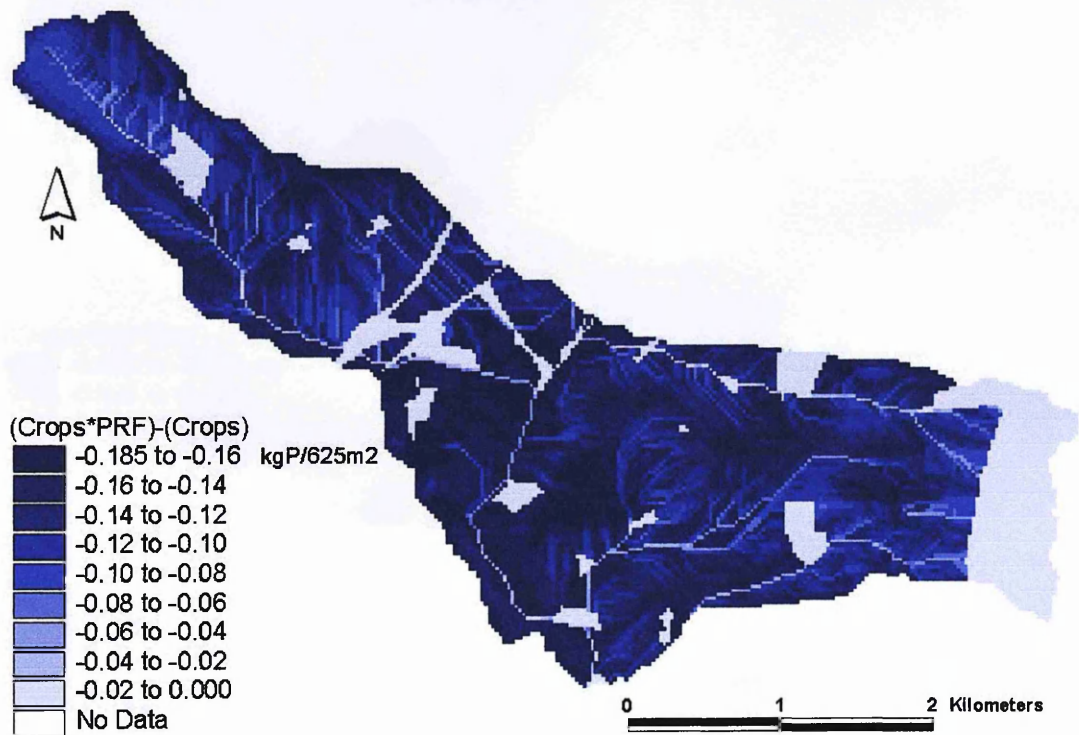 N
(Crops*PRF)-(Crops)
-0.185 to -0.16 kgP/625m2
-0.16 to -0.14
-0.14 to -0.12
-0.12 to -0.10
-0.10 to -0.08
-0.08 to -0.06
-0.06 to -0.04
-0.04 to -0.02
-0.02 to 0.000
No Data
0 1 2 Kilometers